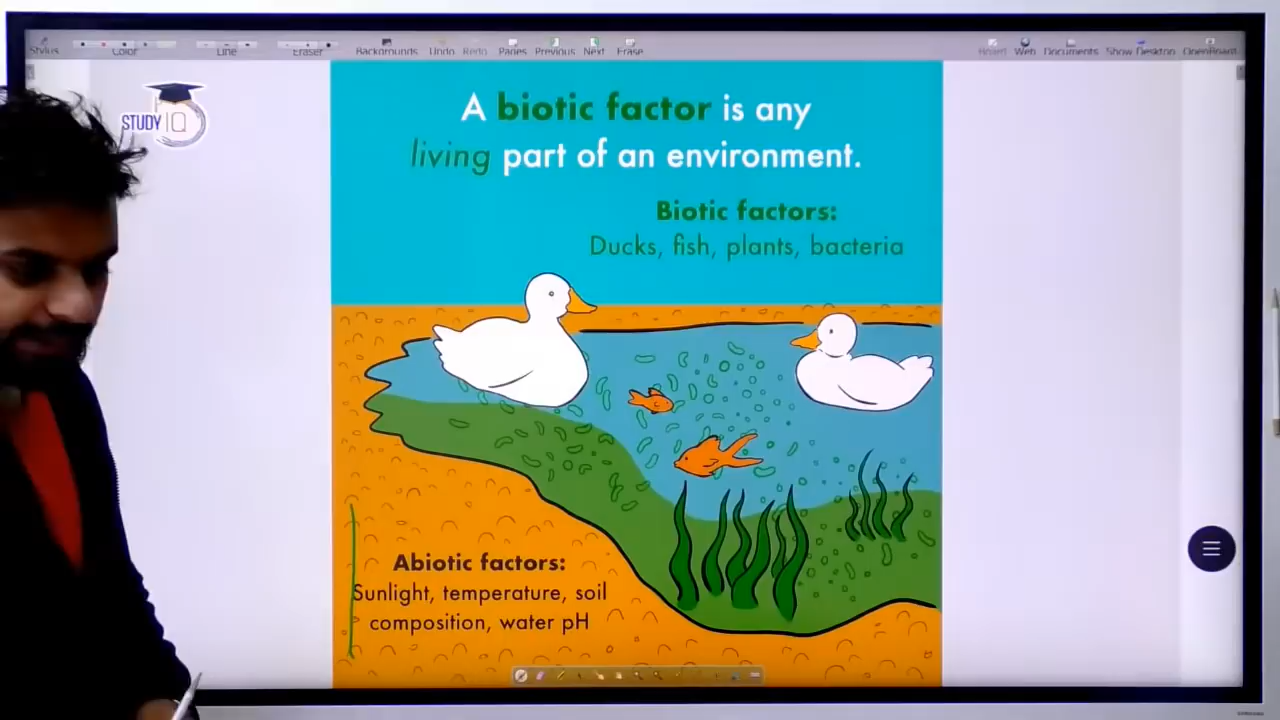 Stylus
Color
Line
Eraser
Backgrounds
Undo
Redo
Pages
Previous
Next
Erase
Board
Web
Documents
Show Desktop
OpenBoard
STUDY IQ
A biotic factor is any
living part of an environment.
Biotic factors:
Ducks, fish, plants, bacteria
Abiotic factors:
Sunlight, temperature, soil
composition, water pH